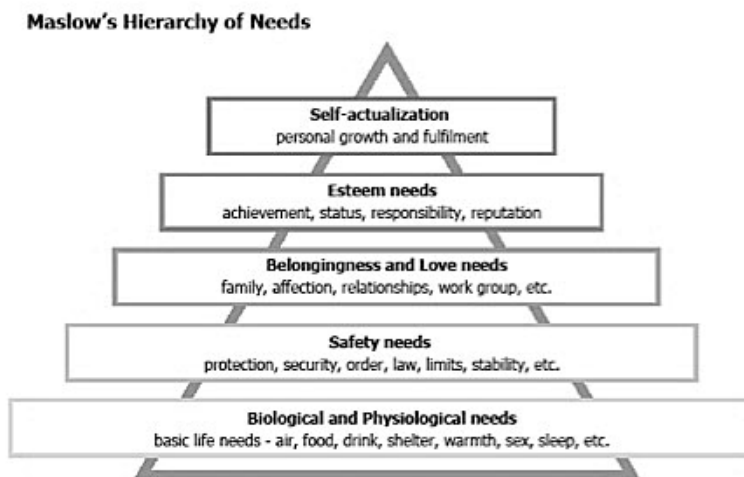 Maslow's Hierarchy of Needs
Self-actualization
personal growth and fulfilment
Esteem needs
achievement, status, responsibility, reputation
Belongingness and Love needs
family, affection, relationships, work group, etc.
Safety needs
protection, security, order, law, limits, stability, etc.
Biological and Physiological needs
basic life needs - air, food, drink, shelter, warmth, sex, sleep, etc.